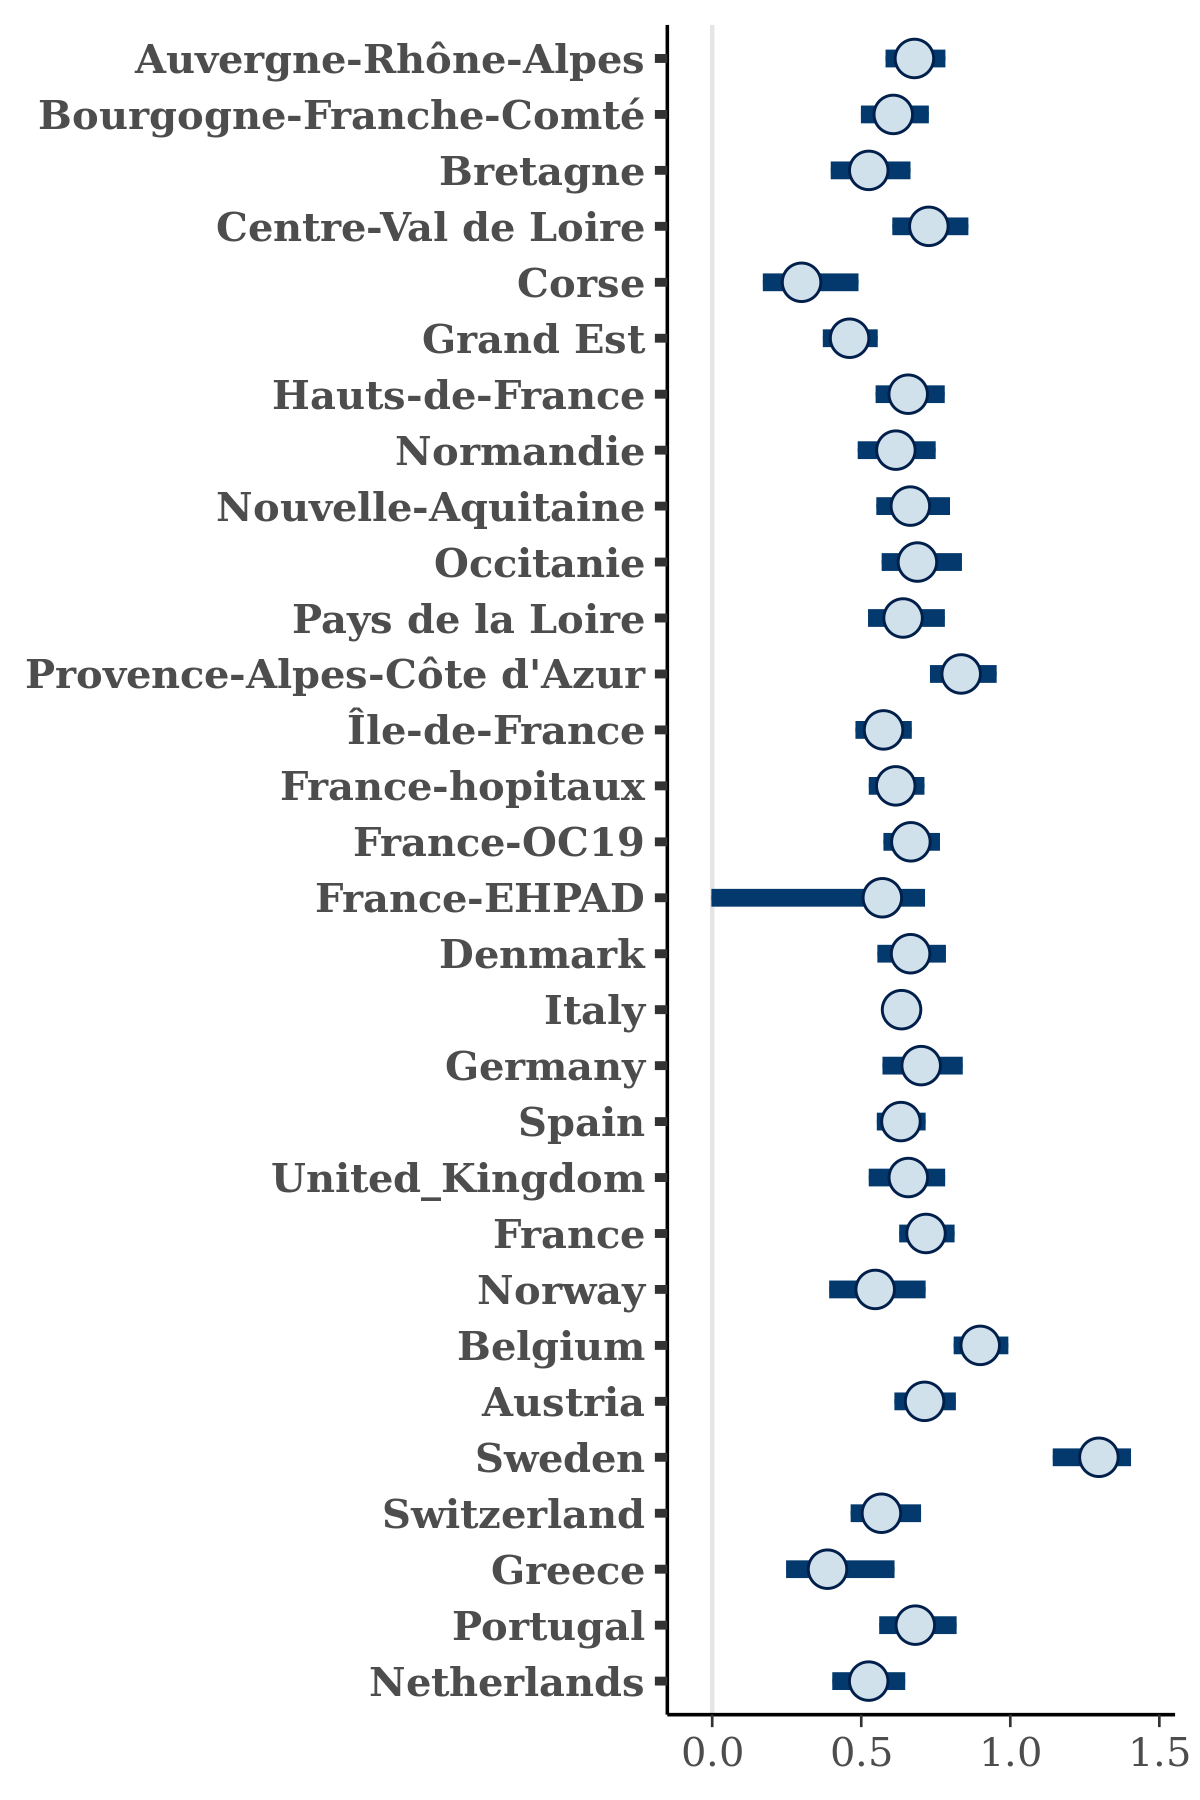 Auvergne-Rhône-Alpes
Bourgogne-Franche-Comté
Bretagne
Centre-Val de Loire
Corse
Grand Est
Hauts-de-France
Normandie
Nouvelle-Aquitaine
Occitanie
Pays de la Loire
Provence-Alpes-Côte d'Azur
Île-de-France
France-hopitaux
France-OC19
France-EHPAD
Denmark
Italy
Germany
Spain
United_Kingdom
France
Norway
Belgium
Austria
Sweden
Switzerland
Greece
Portugal
Netherlands
0.0 0.5 1.0 1.5